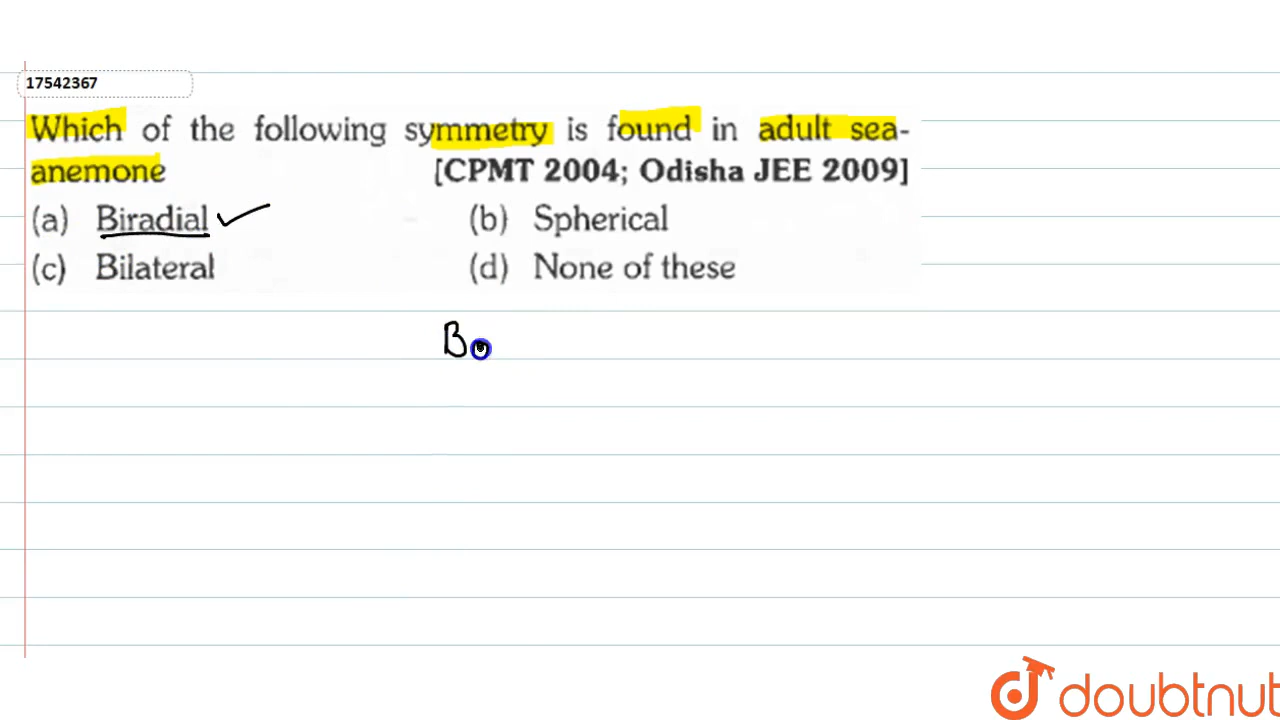 17542367
Which of the following symmetry is found in adult sea-
anemone [CPMT 2004; Odisha JEE 2009]
(a) Biradial (b) Spherical
(c) Bilateral (d) None of these
Bo
doubtnut